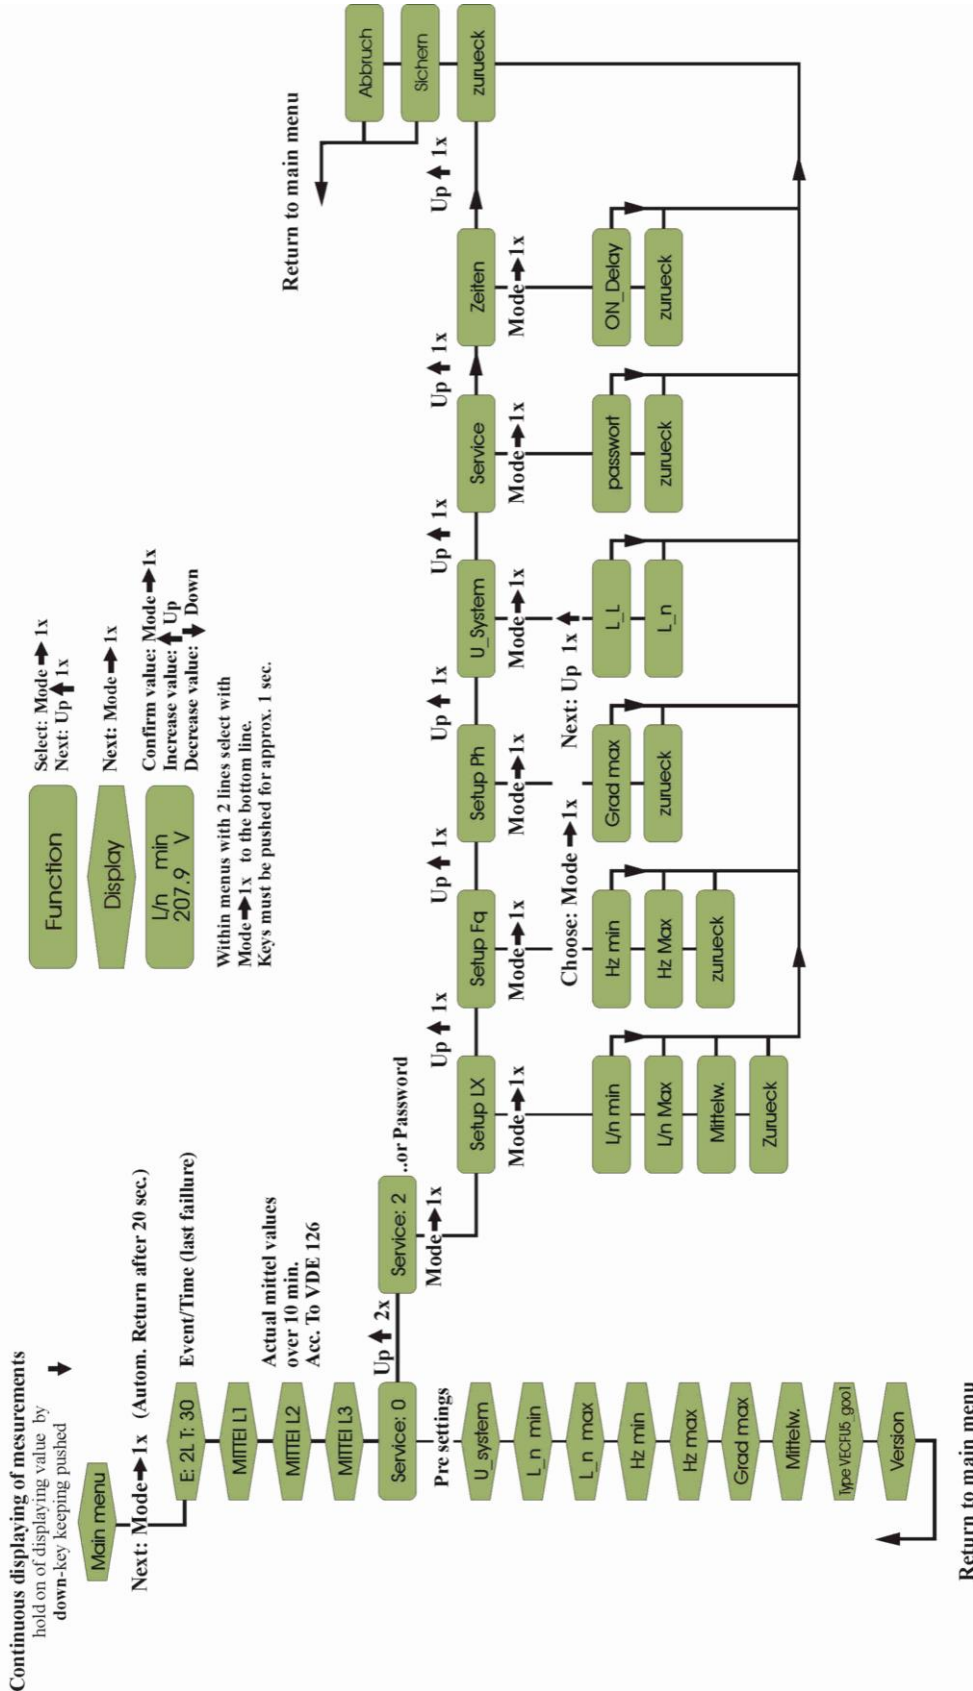 Continuous displaying of mesurements
hold on of displaying value by
down-key keeping pushed
Main menu
Next: Mode 1x (Autom. Return after 20 sec.)
E: 2L T: 30
Event/Time (last faillure)
MITTEl L1
MITTEl L2
MITTEl L3
Actual mittel values
over 10 min.
Acc. To VDE 126
Service: 0
Up 2x
Service: 2
..or Password
Mode 1x
Pre settings
U_system
L_n min
L_n max
Hz min
Hz max
Grad max
Mittelw.
Type VECFU5_goo1
Version
Return to main menu
Function
Select: Mode 1x
Next: Up 1x
Display
Next: Mode 1x
L/n min
207.9 V
Confirm value: Mode 1x
Increase value: Up
Decrease value: Down
Within menus with 2 lines select with
Mode 1x to the bottom line.
Keys must be pushed for approx. 1 sec.
Setup LX
Mode 1x
L/n min
L/n Max
Mittelw.
Zurueck
Up 1x
Setup Fq
Mode 1x
Hz min
Hz Max
zurueck
Up 1x
Setup Ph
Mode 1x
Choose: Mode 1x
Grad max
zurueck
Up 1x
U_System
Mode 1x
Next: Up 1x
L_L
L_n
Up 1x
Service
Mode 1x
passwort
zurueck
Up 1x
Zeiten
Mode 1x
ON_Delay
zurueck
Up 1x
Return to main menu
Abbruch
Sichern
zurueck